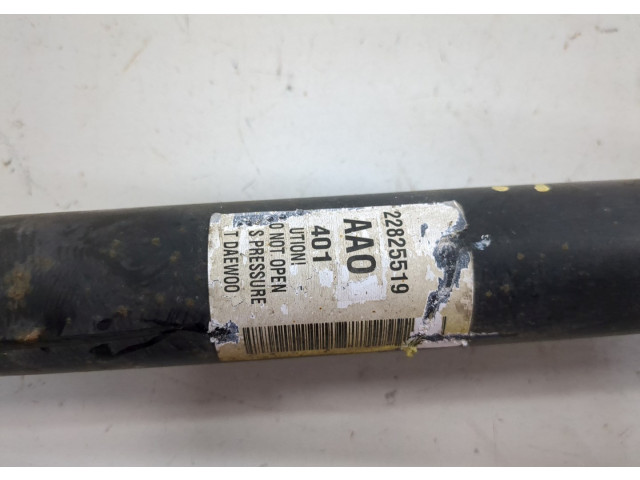 22825519
AAO
401
UTION!
O NOT OPEN
S PRESSURE
T DAEWOO